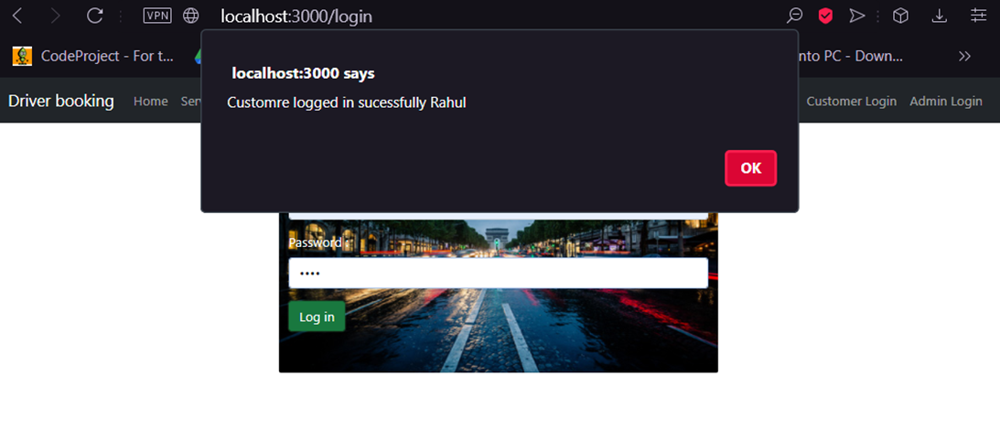 VPN
localhost:3000/login
CodeProject - For t...
nto PC - Down...
localhost:3000 says
Customre logged in sucessfully Rahul
OK
Driver booking Home Ser Customer Login Admin Login
Password :
••••
Log in